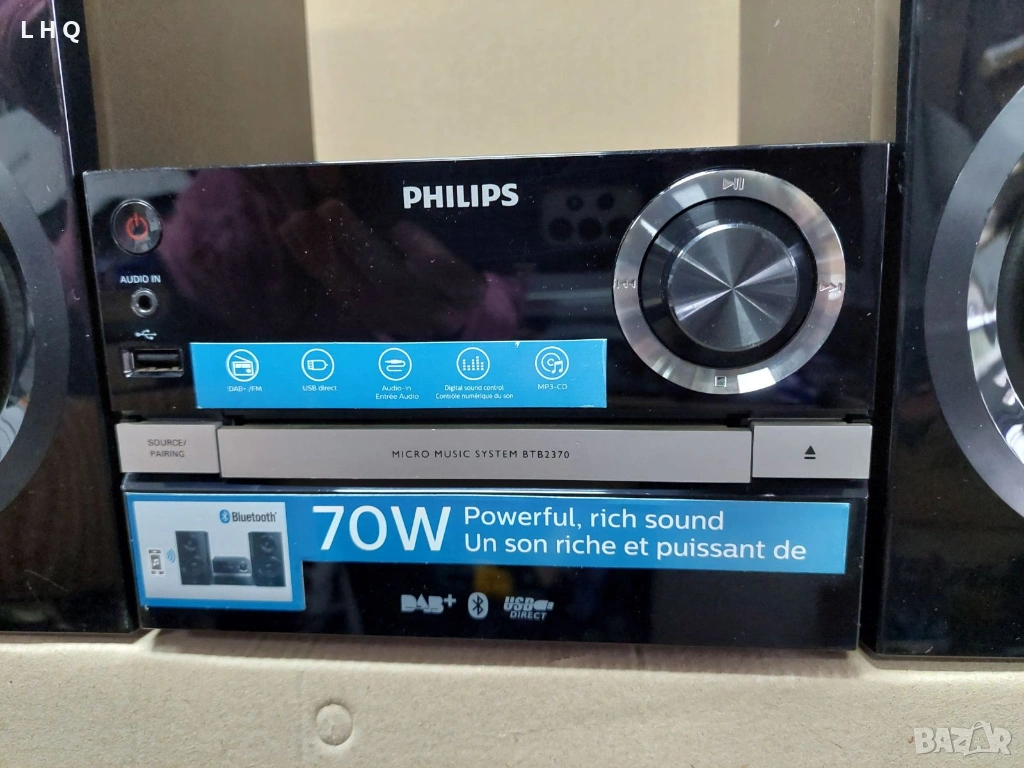 L H Q
PHILIPS
AUDIO IN
DAB+ /FM
USB direct
Audio-in
Entrée Audio
Digital sound control
Contrôle numérique du son
MP3-CD
SOURCE/
PAIRING
MICRO MUSIC SYSTEM BTB2370
Bluetooth
70W
Powerful, rich sound
Un son riche et puissant de
DAB+
USB
DIRECT
BAZAR